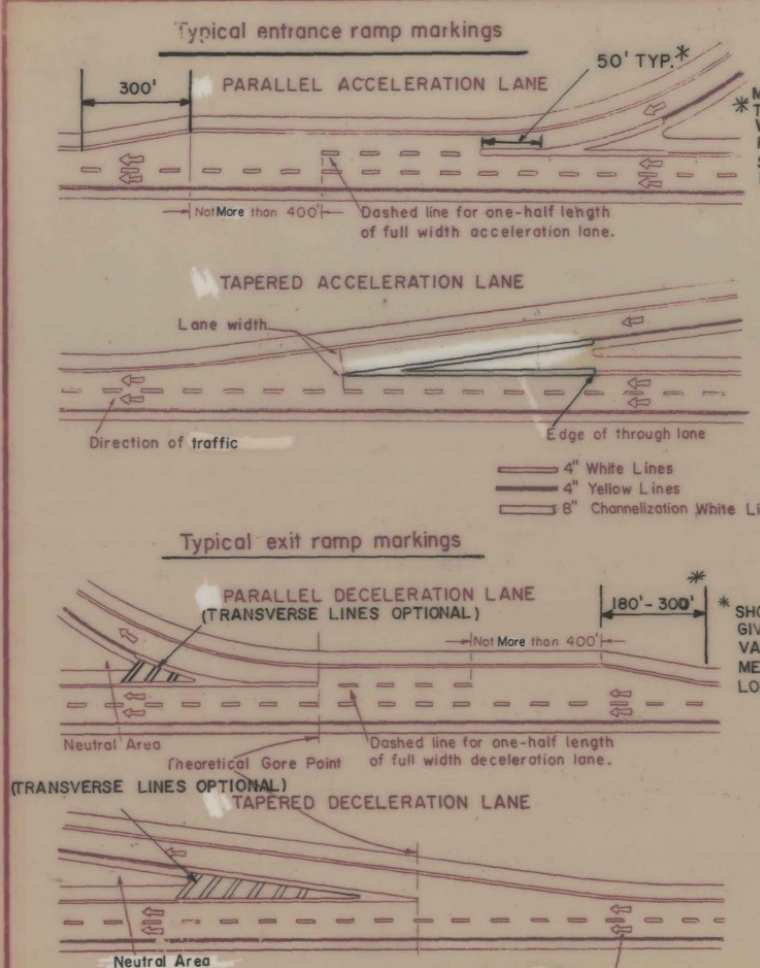 Typical entrance ramp markings
PARALLEL ACCELERATION LANE
300'
50' TYP.*
*
Not More than 400'
Dashed line for one-half length
of full width acceleration lane.
TAPERED ACCELERATION LANE
Lane width
Direction of traffic
Edge of through lane
4" White Lines
4" Yellow Lines
8" Channelization White
Typical exit ramp markings
PARALLEL DECELERATION LANE
(TRANSVERSE LINES OPTIONAL)
Not More than 400'
180'-300'
*
*
Neutral Area
Dashed line for one-half length
of full width deceleration lane.
Theoretical Gore Point
(TRANSVERSE LINES OPTIONAL)
TAPERED DECELERATION LANE
Neutral Area